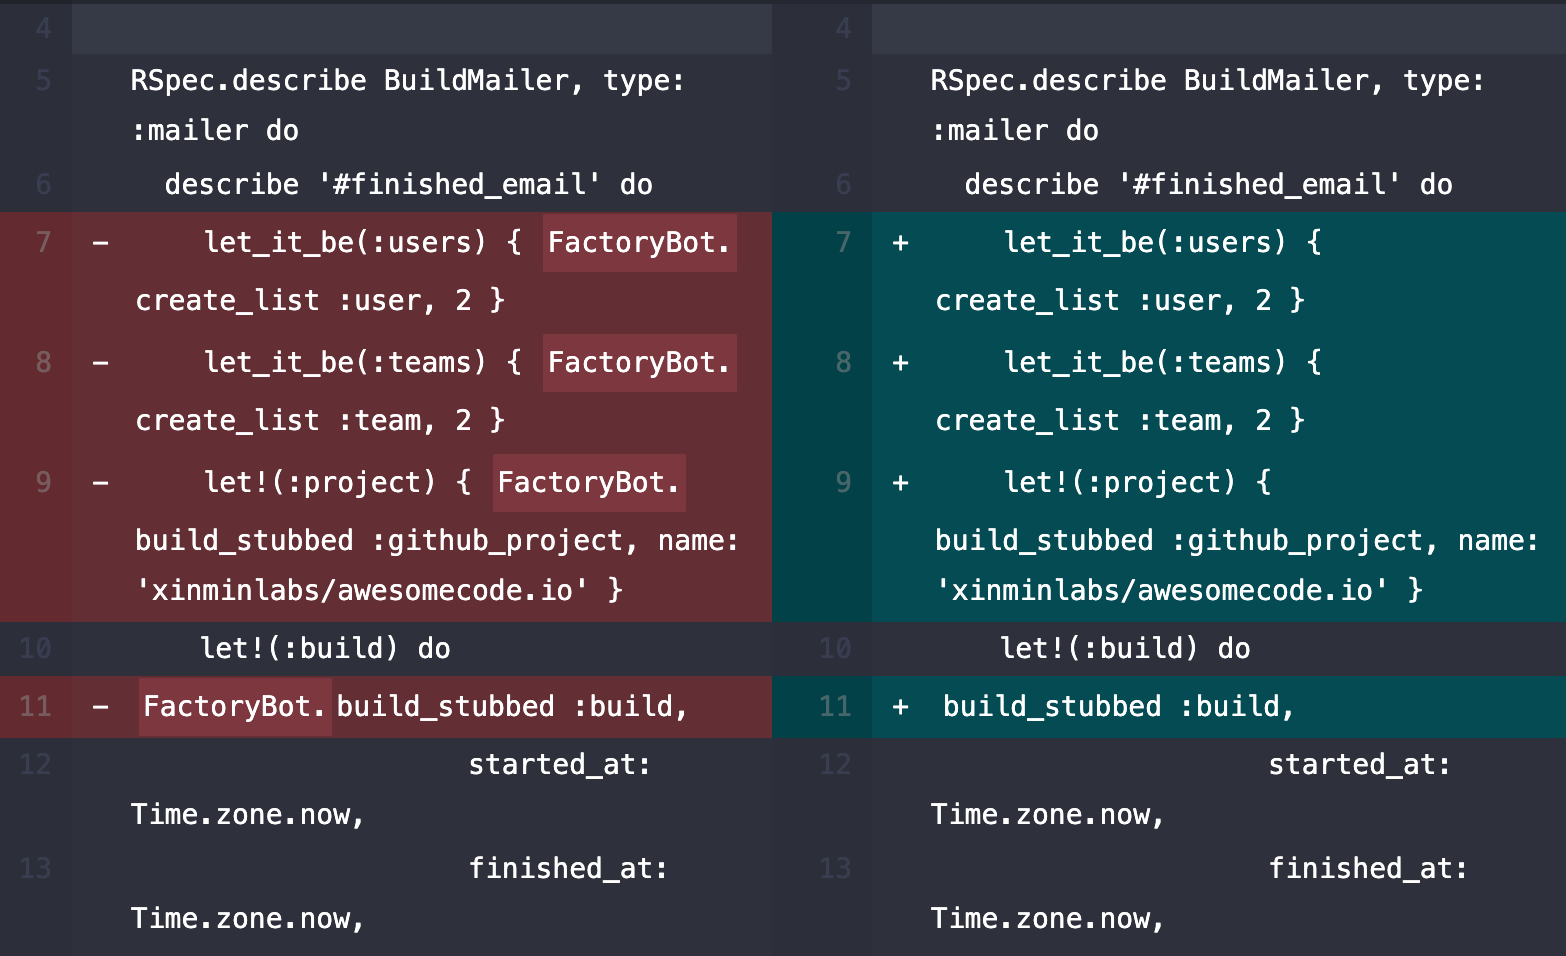 4
5 RSpec.describe BuildMailer, type:
:mailer do
6 describe '#finished_email' do
7 - let_it_be(:users) { FactoryBot.
create_list :user, 2 }
8 - let_it_be(:teams) { FactoryBot.
create_list :team, 2 }
9 - let!(:project) { FactoryBot.
build_stubbed :github_project, name:
'xinminlabs/awesomecode.io' }
10 let!(:build) do
11 - FactoryBot.build_stubbed :build,
12 started_at:
Time.zone.now,
13 finished_at:
Time.zone.now,
4
5 RSpec.describe BuildMailer, type:
:mailer do
6 describe '#finished_email' do
7 + let_it_be(:users) {
create_list :user, 2 }
8 + let_it_be(:teams) {
create_list :team, 2 }
9 + let!(:project) {
build_stubbed :github_project, name:
'xinminlabs/awesomecode.io' }
10 let!(:build) do
11 + build_stubbed :build,
12 started_at:
Time.zone.now,
13 finished_at:
Time.zone.now,